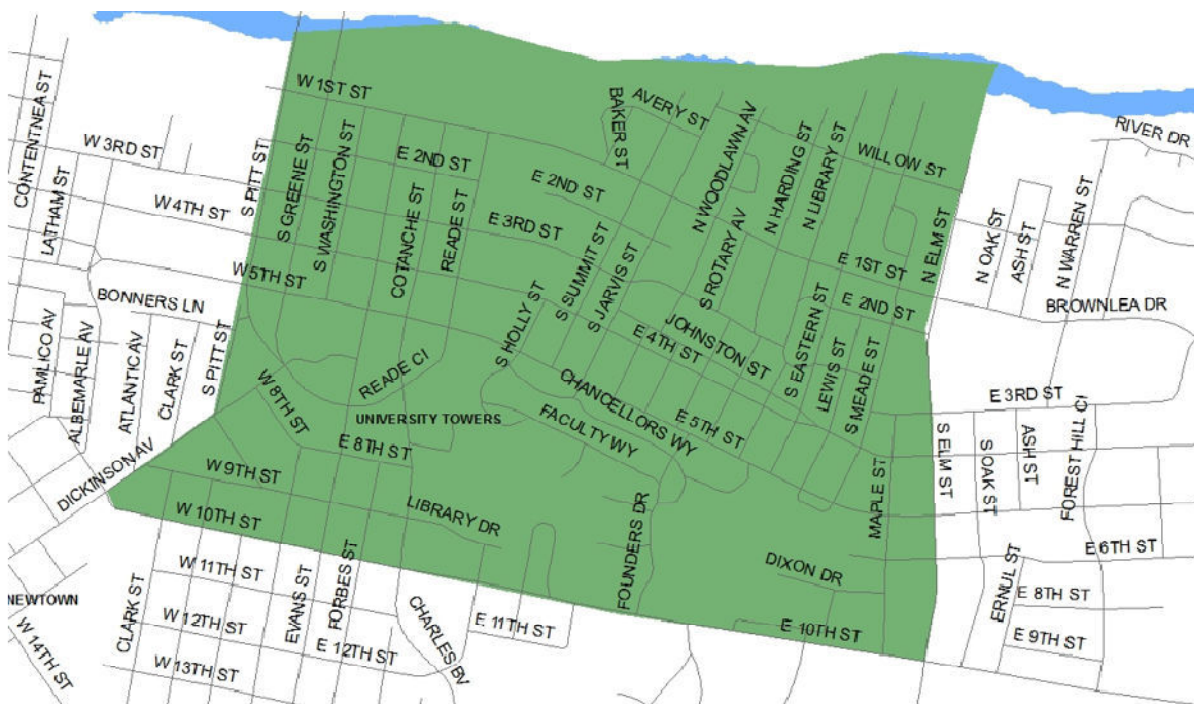 RIVER DR
CONTENTNEA ST
W 1ST ST
BAKER ST
AVERY ST
N WOODLAWN AV
W 3RD ST
S PITT ST
S GREENE ST
S WASHINGTON ST
E 2ND ST
COTANCHE ST
READE ST
E 2ND ST
N HARDING ST
N LIBRARY ST
WILLOW ST
N ELM ST
N OAK ST
ASH ST
N WARREN ST
LATHAM ST
W 4TH ST
E 3RD ST
S SUMMIT ST
S JARVIS ST
S ROTARY AV
E 1ST ST
W 5TH ST
BONNERS LN
E 2ND ST
BROWNLEA DR
S HOLLY ST
JOHNSTON ST
E 4TH ST
S EASTERN ST
LEWIS ST
S MEADE ST
PAMLICO AV
ALBEMARLE AV
ATLANTIC AV
CLARK ST
S PITT ST
READE CI
CHANCELLORS WY
E 3RD ST
W 8TH ST
UNIVERSITY TOWERS
FACULTY WY
E 5TH ST
S ELM ST
S OAK ST
ASH ST
FOREST HILL CI
E 8TH ST
DICKINSON AV
W 9TH ST
MAPLE ST
W 10TH ST
LIBRARY DR
FOUNDERS DR
E 6TH ST
W 11TH ST
DIXON DR
ERNUL ST
E 8TH ST
NEWTOWN
CLARK ST
EVANS ST
FORBES ST
CHARLES BV
E 11TH ST
E 10TH ST
W 12TH ST
E 12TH ST
E 9TH ST
W 14TH ST
W 13TH ST